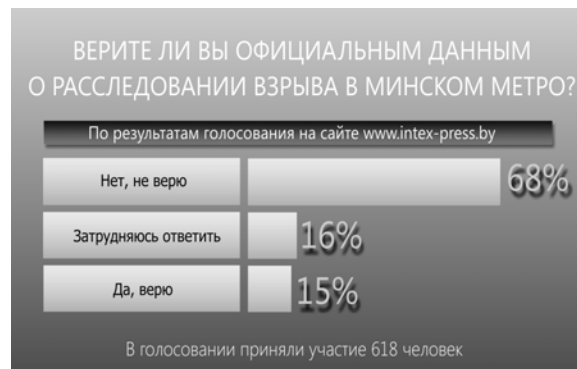 ВЕРИТЕ ЛИ ВЫ ОФИЦИАЛЬНЫМ ДАННЫМ
О РАССЛЕДОВАНИИ ВЗРЫВА В МИНСКОМ МЕТРО?
По результатам голосования на сайте www.intex-press.by
Нет, не верю 68%
Затрудняюсь ответить 16%
Да, верю 15%
В голосовании приняли участие 618 человек